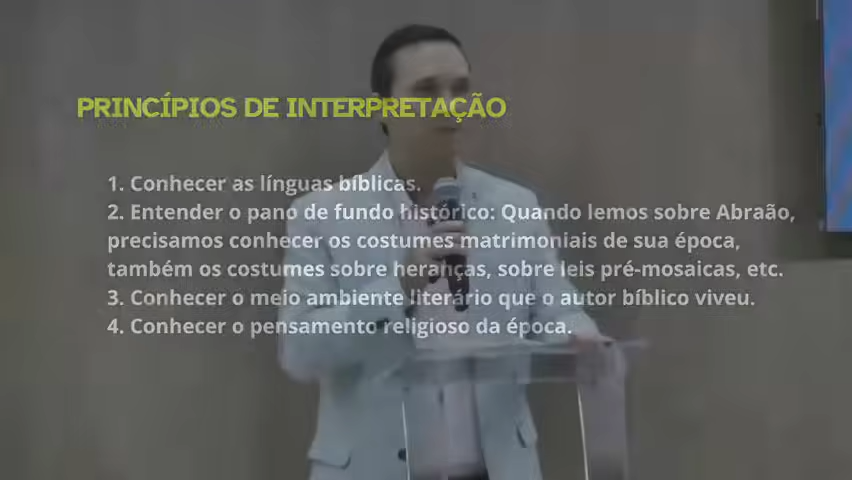 PRINCÍPIOS DE INTERPRETAÇÃO
1. Conhecer as línguas bíblicas.
2. Entender o pano de fundo histórico: Quando lemos sobre Abraão,
precisamos conhecer os costumes matrimoniais de sua época,
também os costumes sobre heranças, sobre leis pré-mosaicas, etc.
3. Conhecer o meio ambiente literário que o autor bíblico viveu.
4. Conhecer o pensamento religioso da época.